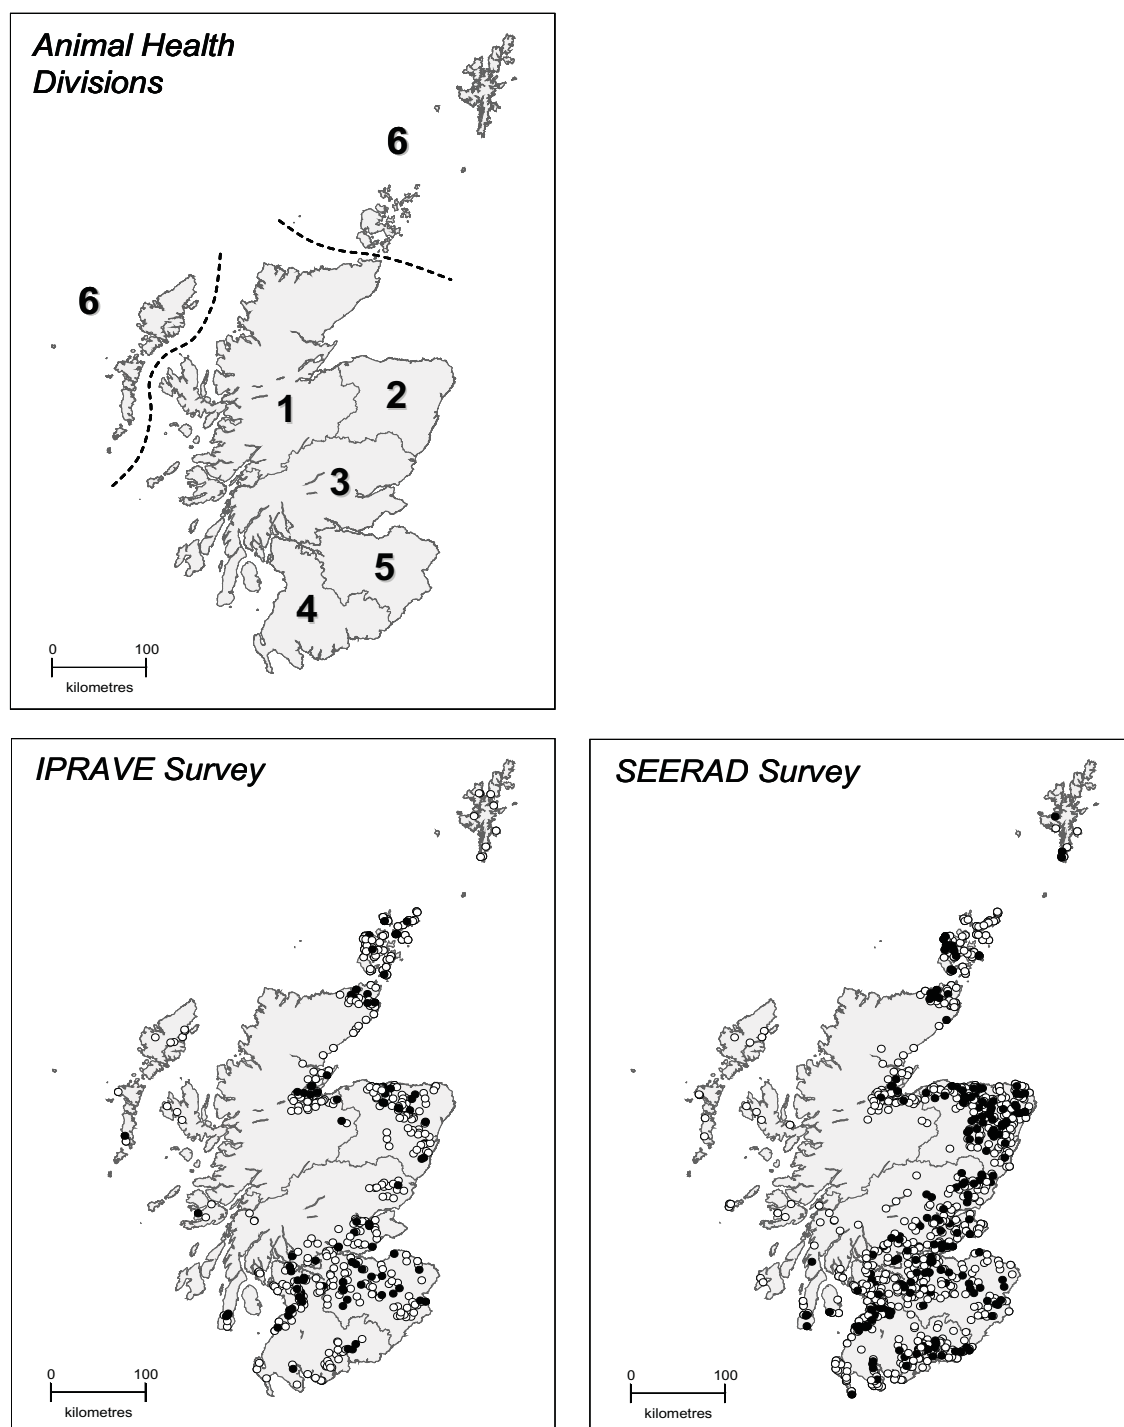 Animal Health
Divisions
6
6
1
2
3
5
4
0 100
kilometres
IPRAVE Survey
0 100
kilometres
SEERAD Survey
0 100
kilometres